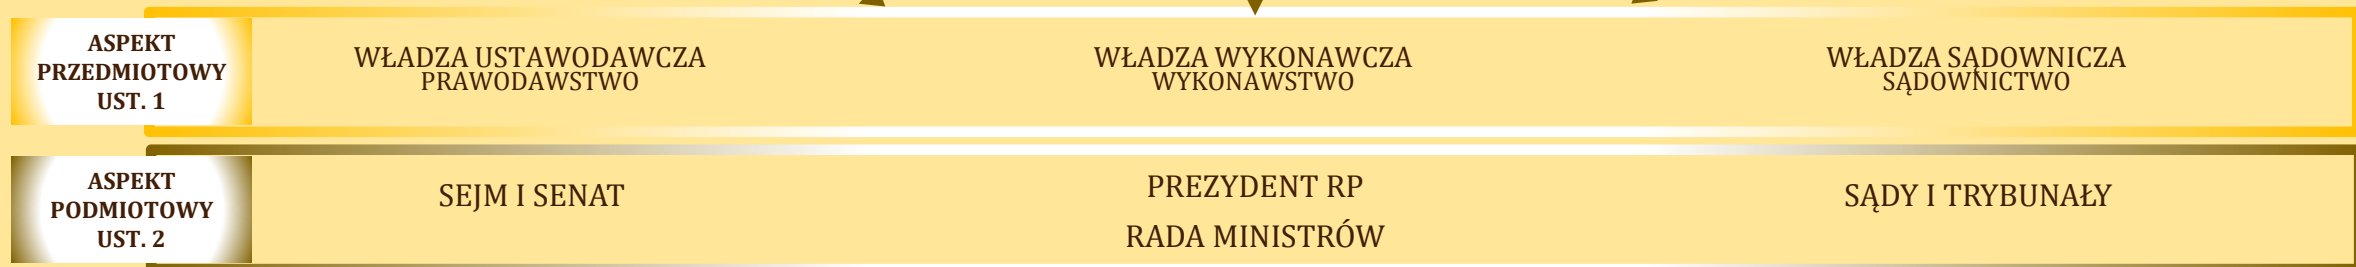 ASPEKT
PRZEDMIOTOWY
UST. 1
WŁADZA USTAWODAWCZA
PRAWODAWSTWO
WŁADZA WYKONAWCZA
WYKONAWSTWO
WŁADZA SĄDOWNICZA
SĄDOWNICTWO
ASPEKT
PODMIOTOWY
UST. 2
SEJM I SENAT
PREZYDENT RP
RADA MINISTRÓW
SĄDY I TRYBUNAŁY